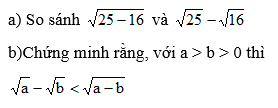 a) So sánh √(25−16) và √25−√16
b)Chứng minh rằng, với a > b > 0 thì
√a−√b < √(a−b)